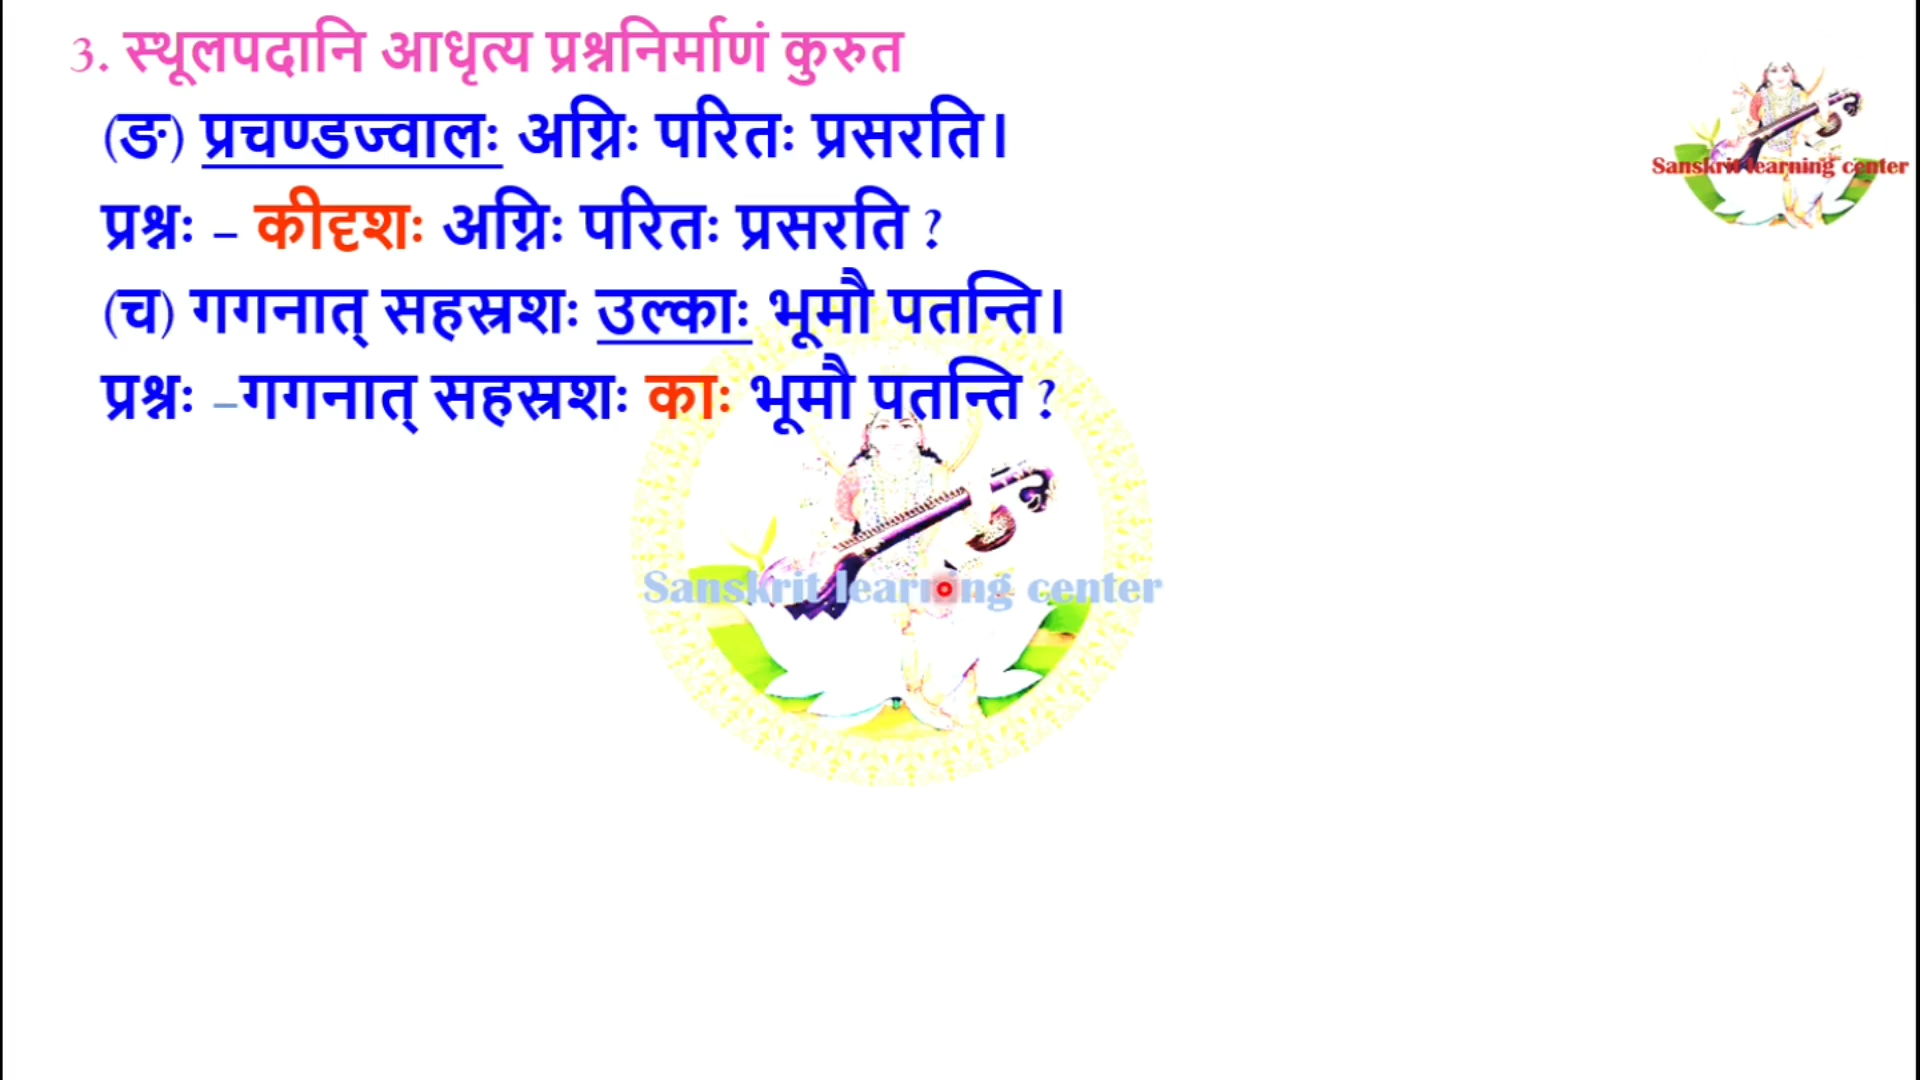 3. स्थूलपदानि आधृत्य प्रश्ननिर्माणं कुरुत
(ङ) प्रचण्डज्वालः अग्निः परितः प्रसरति।
प्रश्नः – कीदृशः अग्निः परितः प्रसरति ?
(च) गगनात् सहस्रशः उल्काः भूमौ पतन्ति।
प्रश्नः –गगनात् सहस्रशः काः भूमौ पतन्ति ?
Sanskrit learning center
Sanskrit learning center